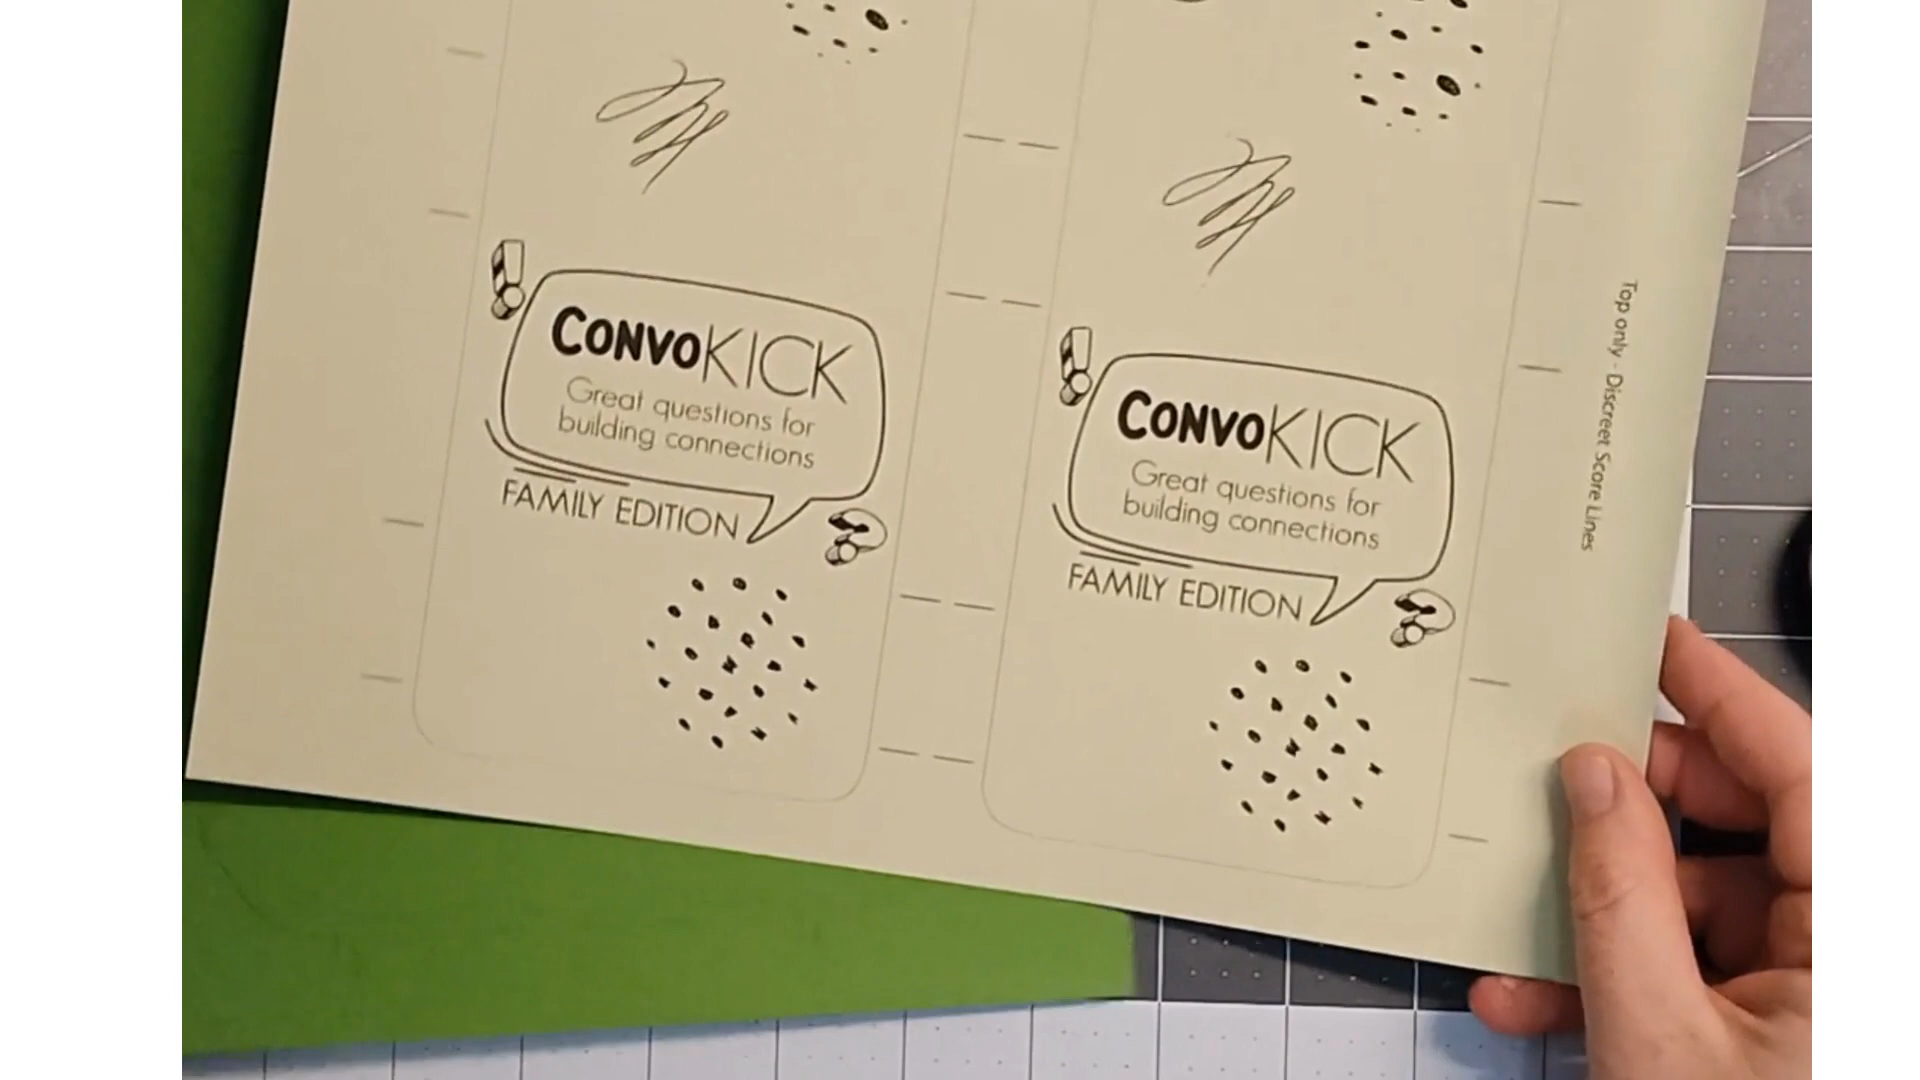 CONVOKICK
Great questions for
building connections
FAMILY EDITION
CONVOKICK
Great questions for
building connections
FAMILY EDITION
Top only - Discreet Score Lines